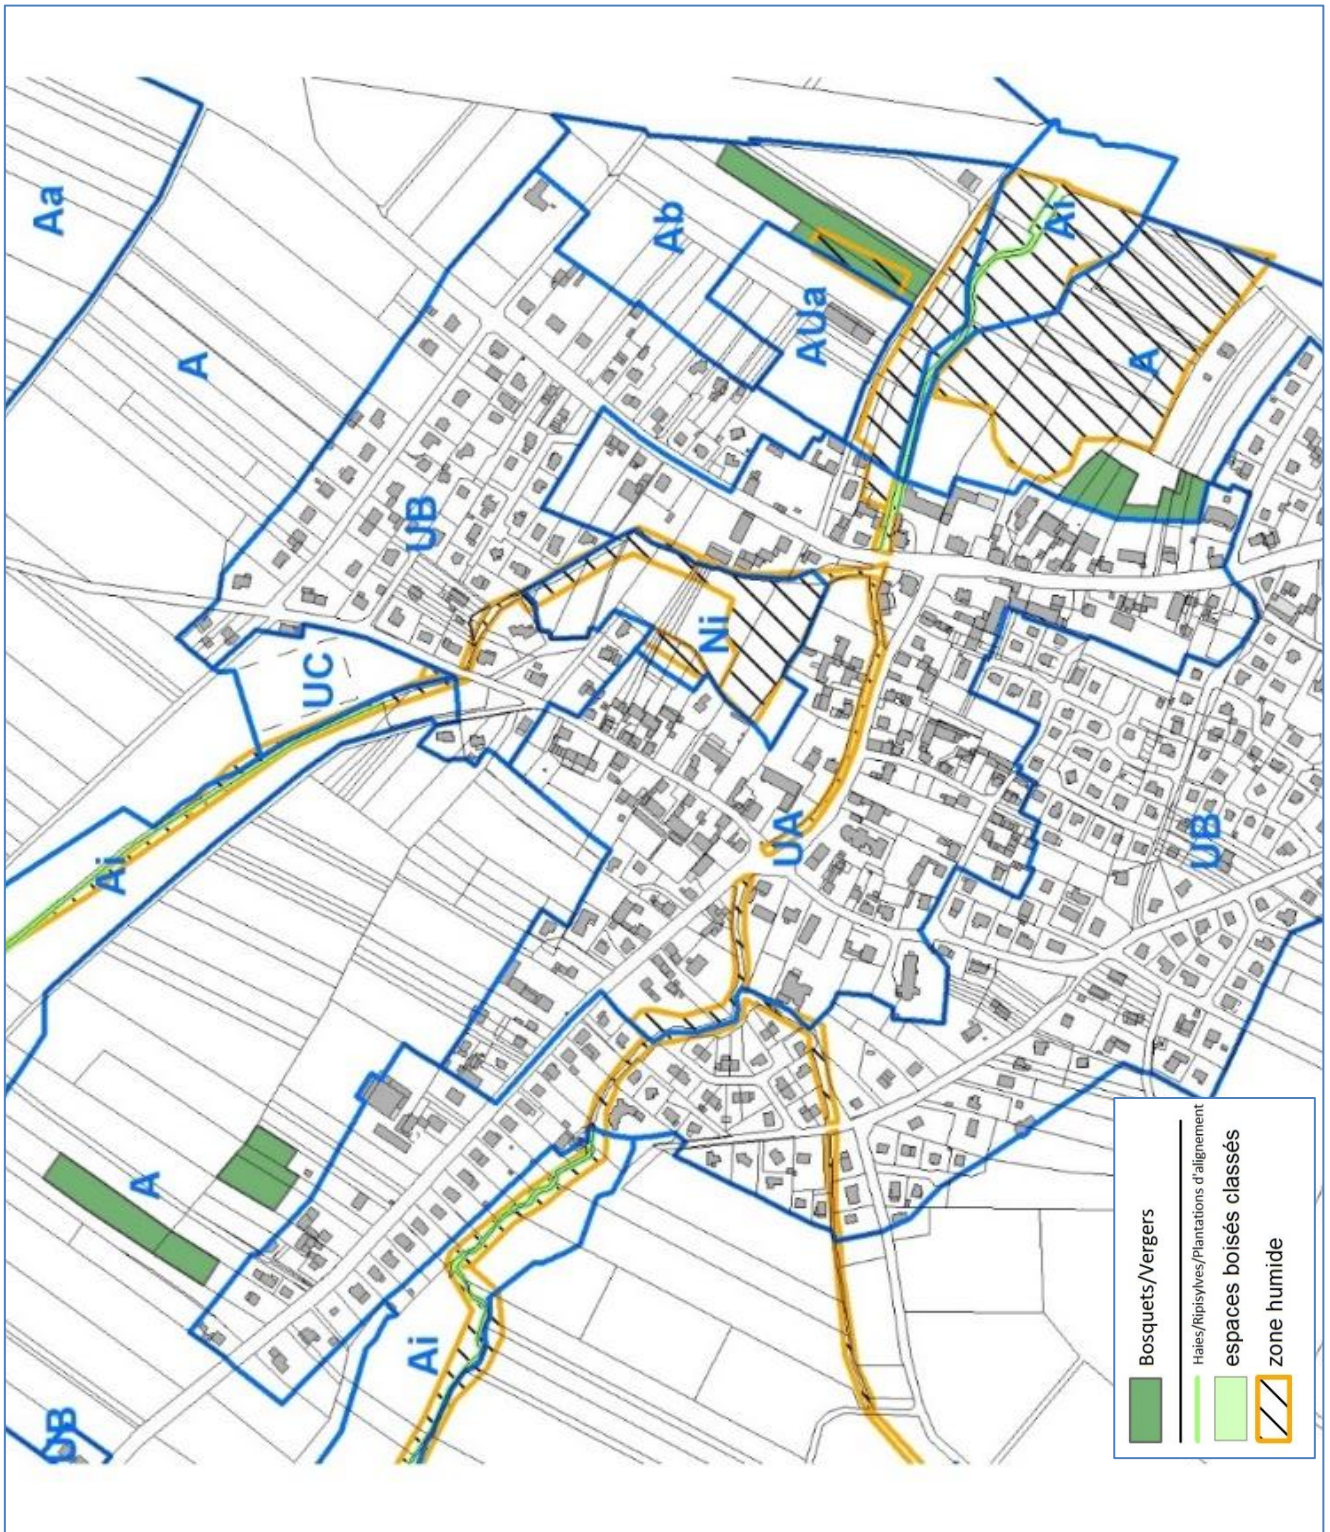 Aa
A
Ab
AUa
Ai
A
UB
UC
Ni
Ai
UA
UB
A
Ai
UB
Bosquets/Vergers
Haies/Ripisylves/Plantations d'alignement
espaces boisés classés
zone humide